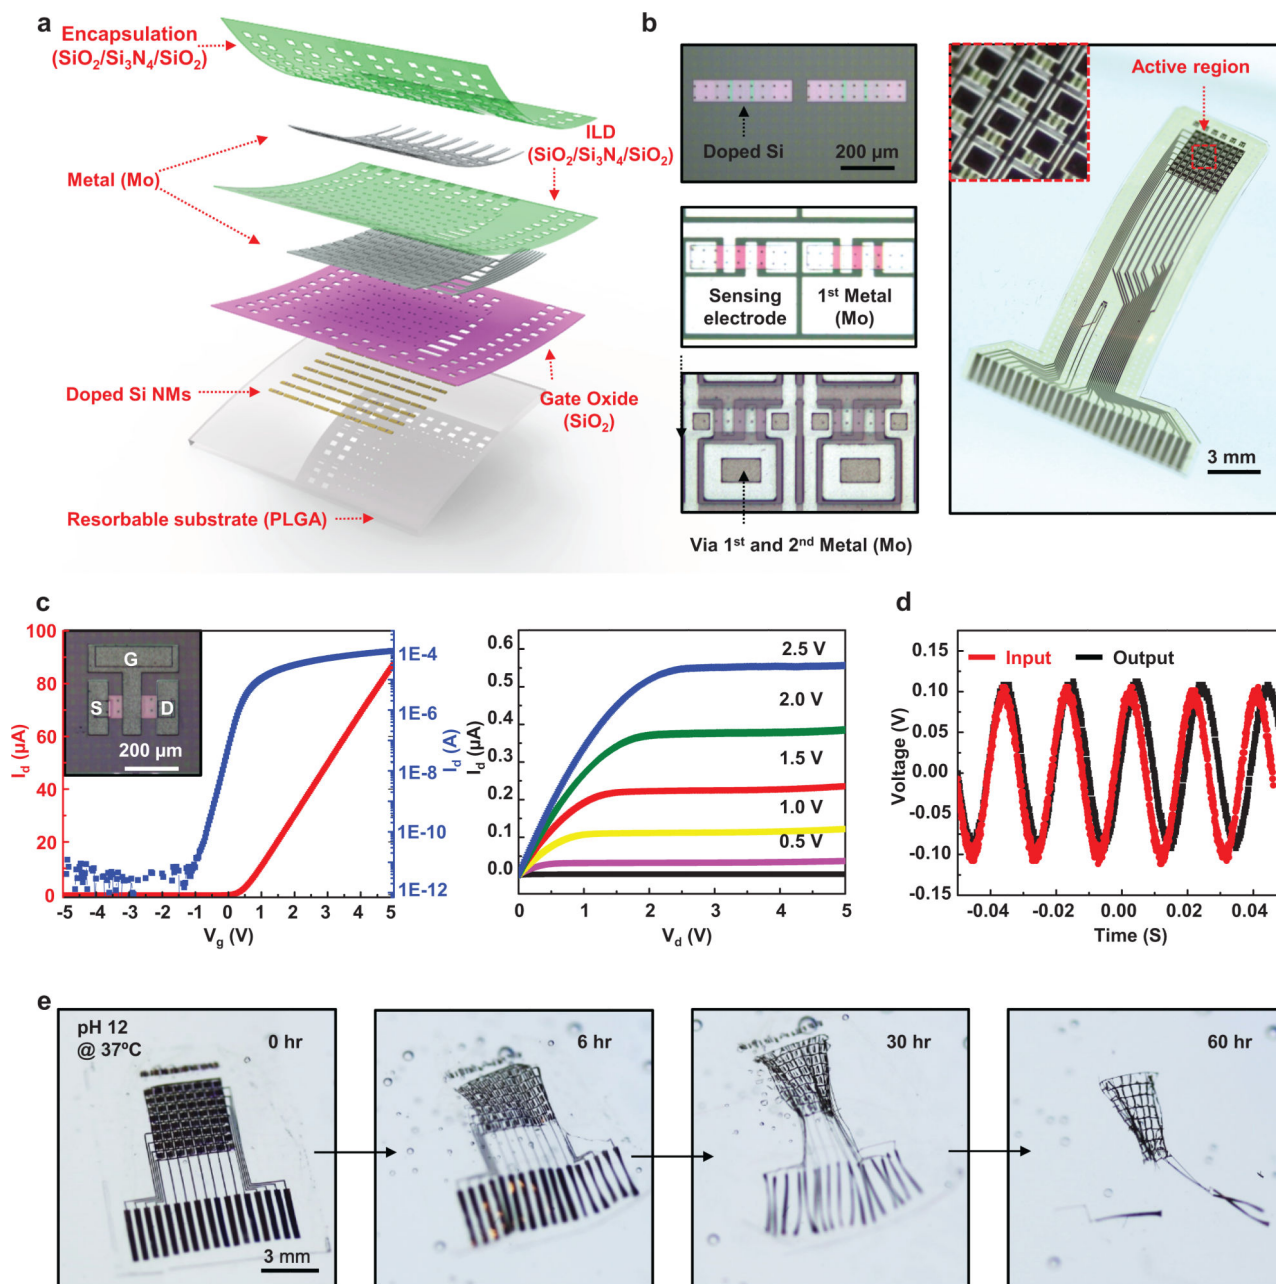 a
Encapsulation
(SiO2/Si3N4/SiO2)
ILD
(SiO2/Si3N4/SiO2)
Metal (Mo)
Doped Si NMs
Gate Oxide
(SiO2)
Resorbable substrate (PLGA)
b
Doped Si
200 µm
Sensing
electrode
1st Metal
(Mo)
Via 1st and 2nd Metal (Mo)
Active region
3 mm
c
100
80
60
40
20
0
Id (µA)
G
S
D
200 µm
1E-4
1E-6
1E-8
1E-10
1E-12
Id (A)
-5 -4 -3 -2 -1 0 1 2 3 4 5
Vg (V)
0.6
0.5
0.4
0.3
0.2
0.1
0.0
Id (µA)
2.5 V
2.0 V
1.5 V
1.0 V
0.5 V
0 1 2 3 4 5
Vd (V)
d
Input Output
0.15
0.10
0.05
0.00
-0.05
-0.10
-0.15
Voltage (V)
-0.04 -0.02 0.00 0.02 0.04
Time (S)
e
pH 12
@ 37°C
0 hr
3 mm
6 hr
30 hr
60 hr